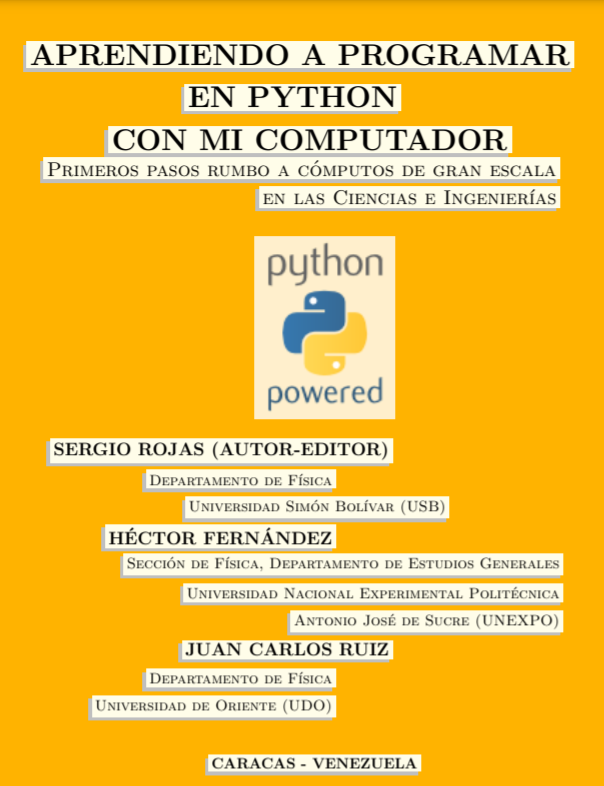 APRENDIENDO A PROGRAMAR
EN PYTHON
CON MI COMPUTADOR
PRIMEROS PASOS RUMBO A CÓMPUTOS DE GRAN ESCALA
EN LAS CIENCIAS E INGENIERÍAS
python
powered
SERGIO ROJAS (AUTOR-EDITOR)
DEPARTAMENTO DE FÍSICA
UNIVERSIDAD SIMÓN BOLÍVAR (USB)
HÉCTOR FERNÁNDEZ
SECCIÓN DE FÍSICA, DEPARTAMENTO DE ESTUDIOS GENERALES
UNIVERSIDAD NACIONAL EXPERIMENTAL POLITÉCNICA
ANTONIO JOSÉ DE SUCRE (UNEXPO)
JUAN CARLOS RUIZ
DEPARTAMENTO DE FÍSICA
UNIVERSIDAD DE ORIENTE (UDO)
CARACAS - VENEZUELA